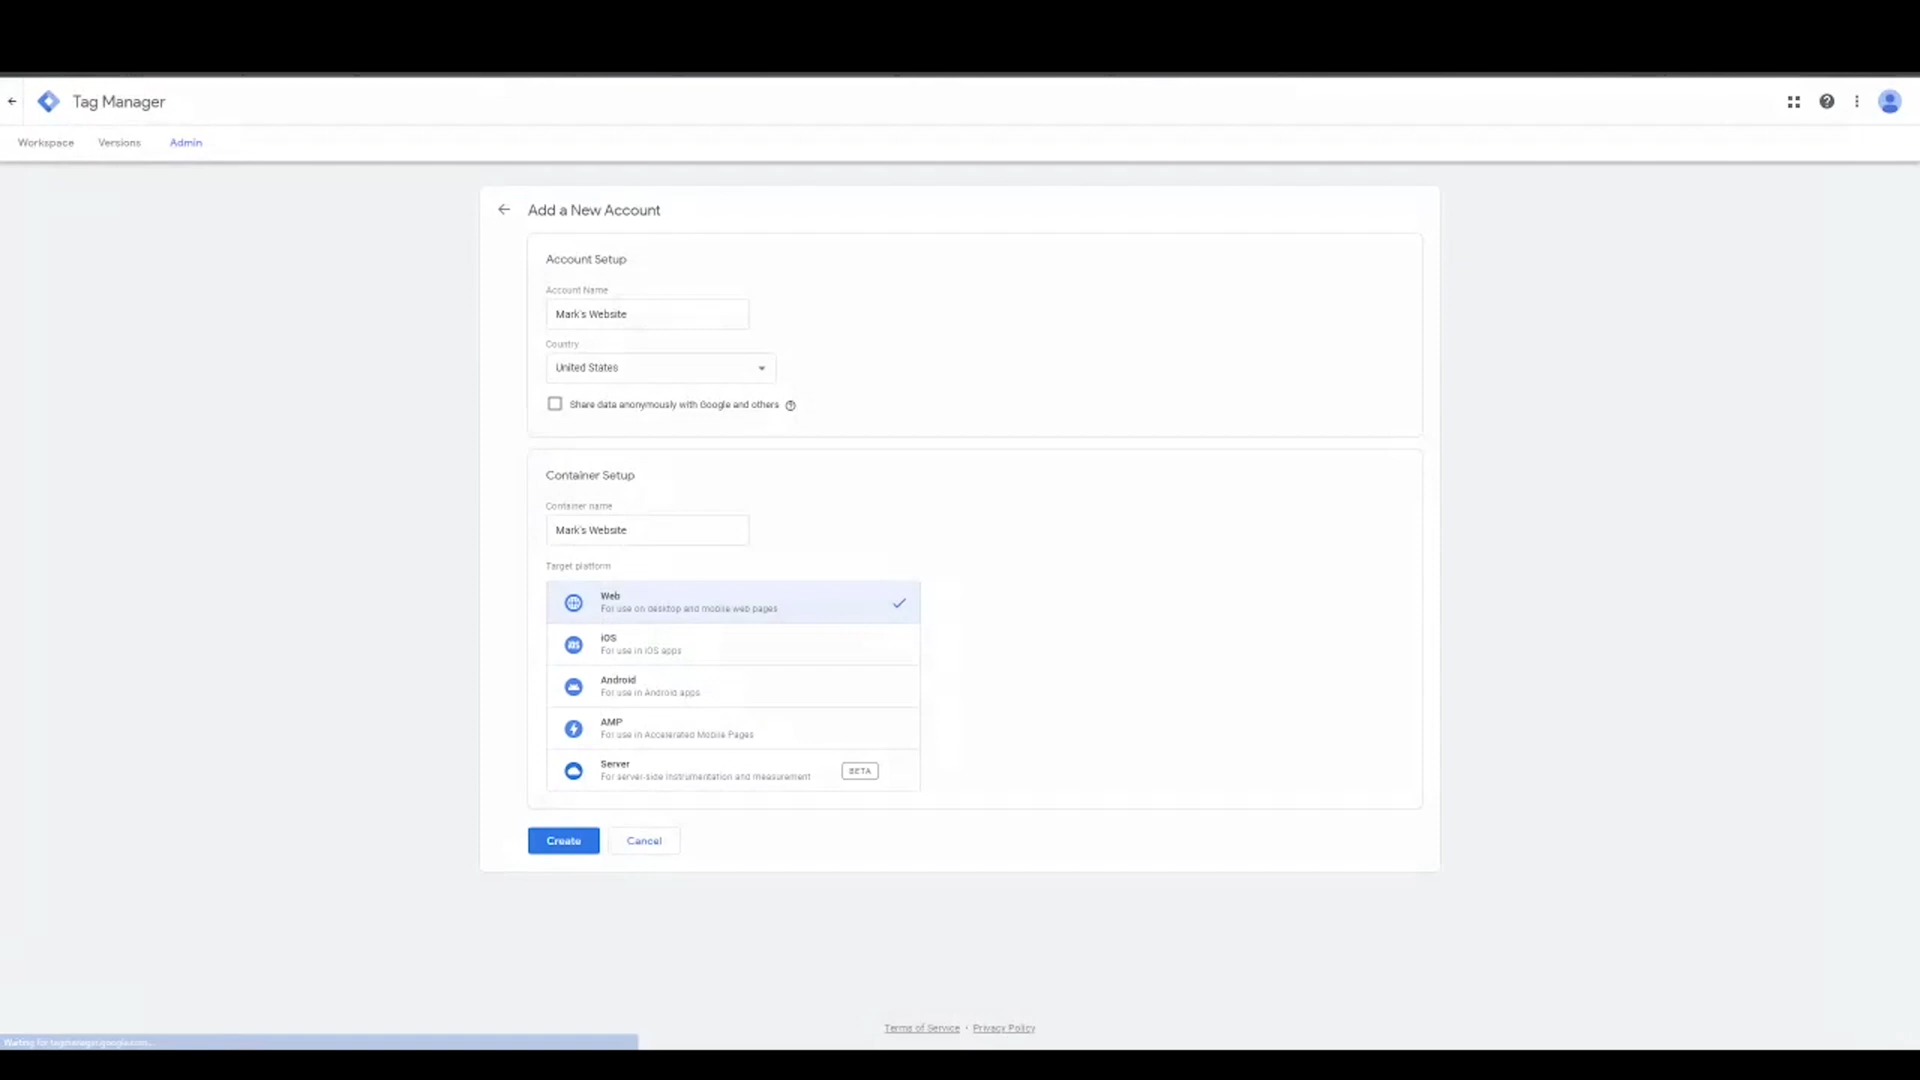 Tag Manager
Workspace Versions Admin
Add a New Account
Account Setup
Account Name
Mark's Website
Country
United States
Share data anonymously with Google and others
Container Setup
Container name
Mark's Website
Target platform
Web
For use on desktop and mobile web pages
iOS
For use in iOS apps
Android
For use in Android apps
AMP
For use in Accelerated Mobile Pages
Server
For server-side instrumentation and measurement BETA
Create Cancel
Terms of Service · Privacy Policy
Waiting for tagmanager.google.com...